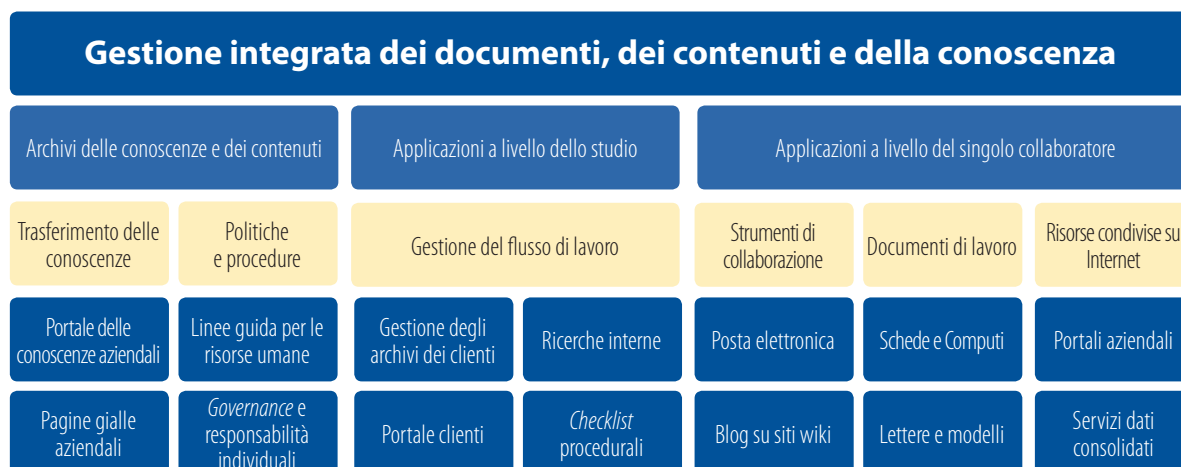 Gestione integrata dei documenti, dei contenuti e della conoscenza
Archivi delle conoscenze e dei contenuti
Applicazioni a livello dello studio
Applicazioni a livello del singolo collaboratore
Trasferimento delle
conoscenze
Politiche
e procedure
Gestione del flusso di lavoro
Strumenti di
collaborazione
Documenti di lavoro
Risorse condivise su
Internet
Portale delle
conoscenze aziendali
Linee guida per le
risorse umane
Gestione degli
archivi dei clienti
Ricerche interne
Posta elettronica
Schede e Computi
Portali aziendali
Pagine gialle
aziendali
Governance e
responsabilità
individuali
Portale clienti
Checklist
procedurali
Blog su siti wiki
Lettere e modelli
Servizi dati
consolidati